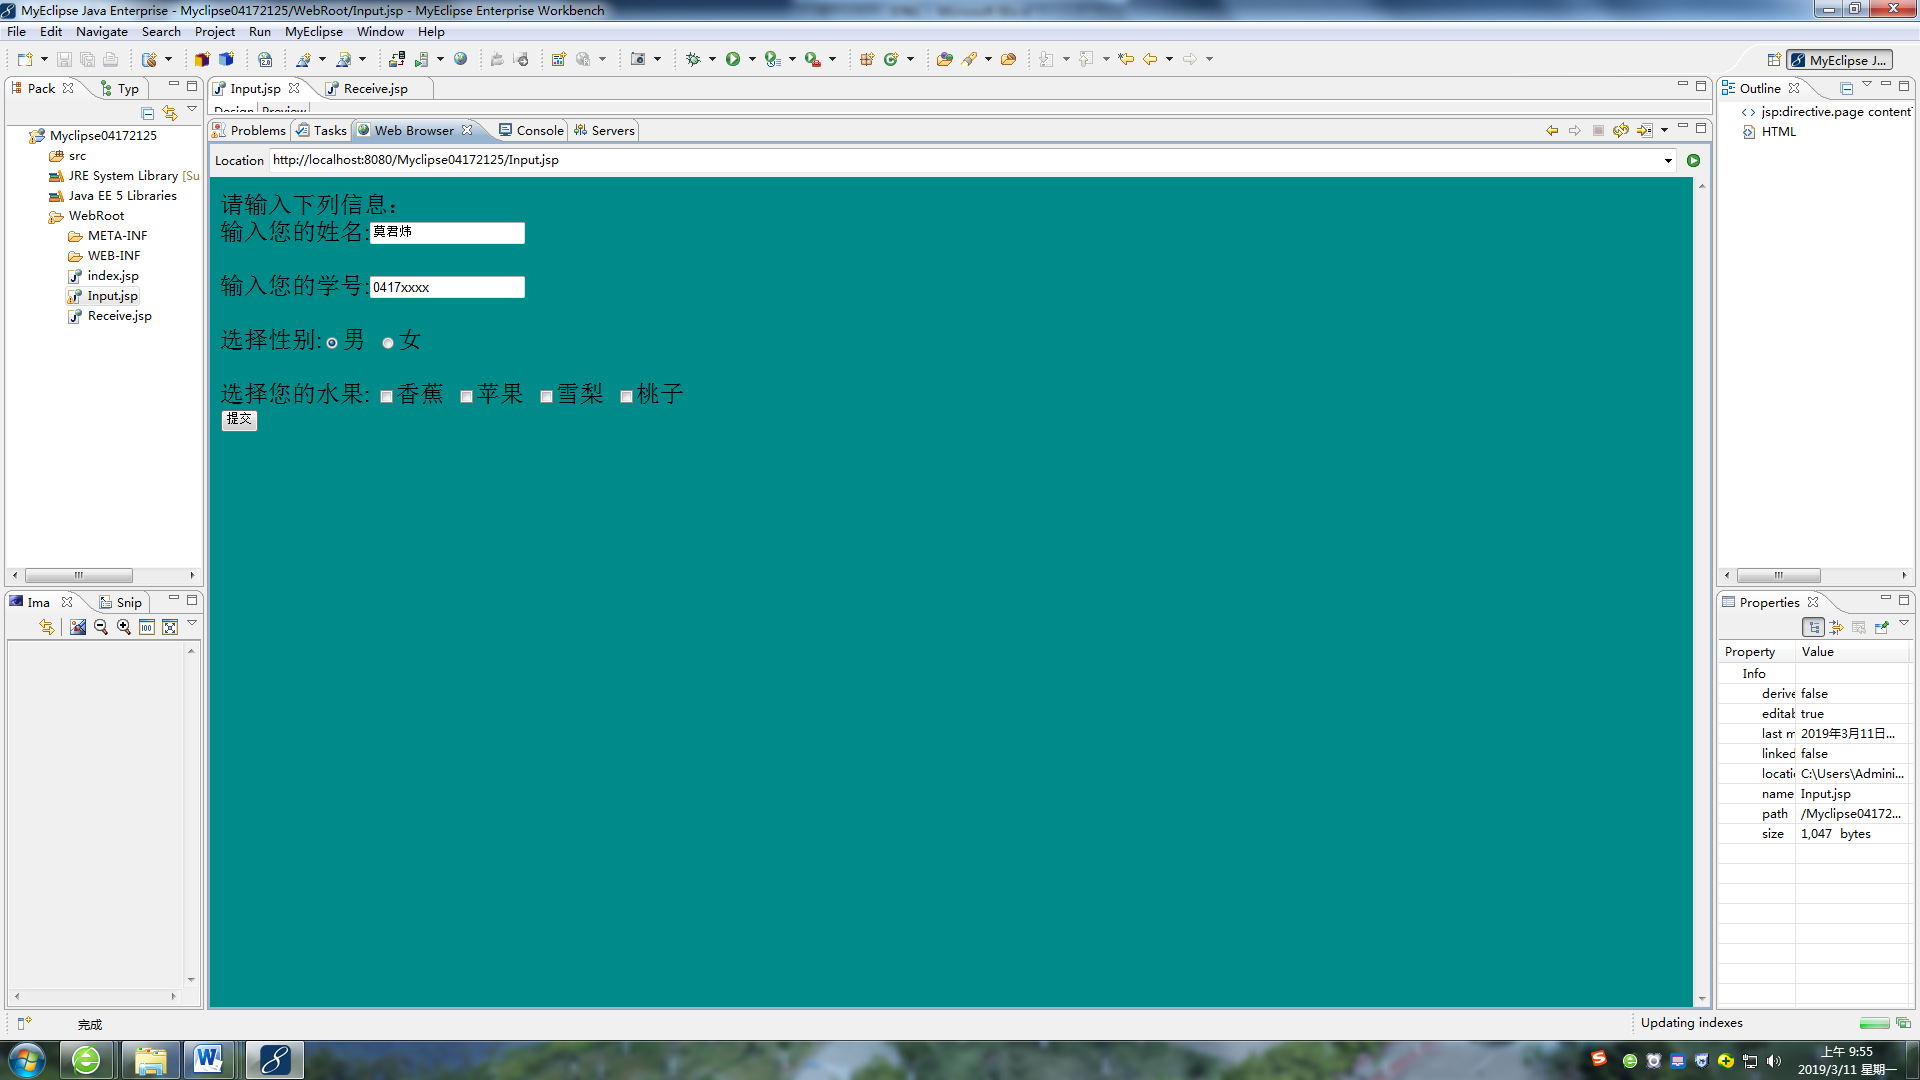 MyEclipse Java Enterprise - Myclipse04172125/WebRoot/Input.jsp - MyEclipse Enterprise Workbench
File Edit Navigate Search Project Run MyEclipse Window Help
MyEclipse J...
Pack Typ
Input.jsp Receive.jsp
Outline
Design Preview
Myclipse04172125
src
JRE System Library [Su
Java EE 5 Libraries
WebRoot
META-INF
WEB-INF
index.jsp
Input.jsp
Receive.jsp
Problems Tasks Web Browser Console Servers
Location http://localhost:8080/Myclipse04172125/Input.jsp
请输入下列信息：
输入您的姓名:莫君炜
输入您的学号:0417xxxx
选择性别: 男 女
选择您的水果: 香蕉 苹果 雪梨 桃子
提交
jsp:directive.page content
HTML
Ima Snip
100
Properties
Property Value
Info
derive false
editab true
last m 2019年3月11日...
linked false
locatio C:\Users\Admini...
name Input.jsp
path /Myclipse04172...
size 1,047 bytes
完成
Updating indexes
上午 9:55
2019/3/11 星期一